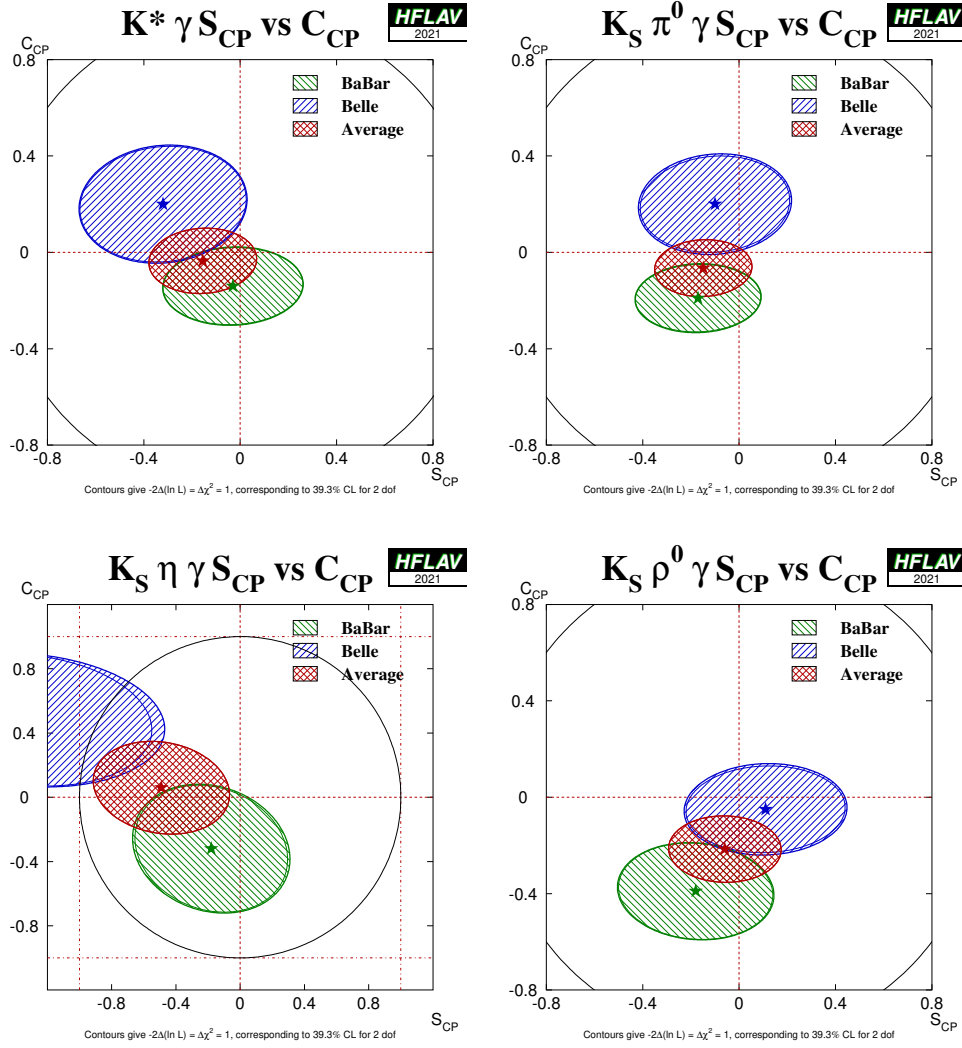 K* γ S_CP vs C_CP
HFLAV
2021
C_CP
BaBar
Belle
Average
0.8
0.4
0
-0.4
-0.8
-0.8 -0.4 0 0.4 0.8
S_CP
Contours give -2Δ(ln L) = Δχ² = 1, corresponding to 39.3% CL for 2 dof
K_S π⁰ γ S_CP vs C_CP
HFLAV
2021
C_CP
BaBar
Belle
Average
0.8
0.4
0
-0.4
-0.8
-0.8 -0.4 0 0.4 0.8
S_CP
Contours give -2Δ(ln L) = Δχ² = 1, corresponding to 39.3% CL for 2 dof
K_S η γ S_CP vs C_CP
HFLAV
2021
C_CP
BaBar
Belle
Average
0.8
0.4
0
-0.4
-0.8
-0.8 -0.4 0 0.4 0.8
S_CP
Contours give -2Δ(ln L) = Δχ² = 1, corresponding to 39.3% CL for 2 dof
K_S ρ⁰ γ S_CP vs C_CP
HFLAV
2021
C_CP
BaBar
Belle
Average
0.8
0.4
0
-0.4
-0.8
-0.8 -0.4 0 0.4 0.8
S_CP
Contours give -2Δ(ln L) = Δχ² = 1, corresponding to 39.3% CL for 2 dof